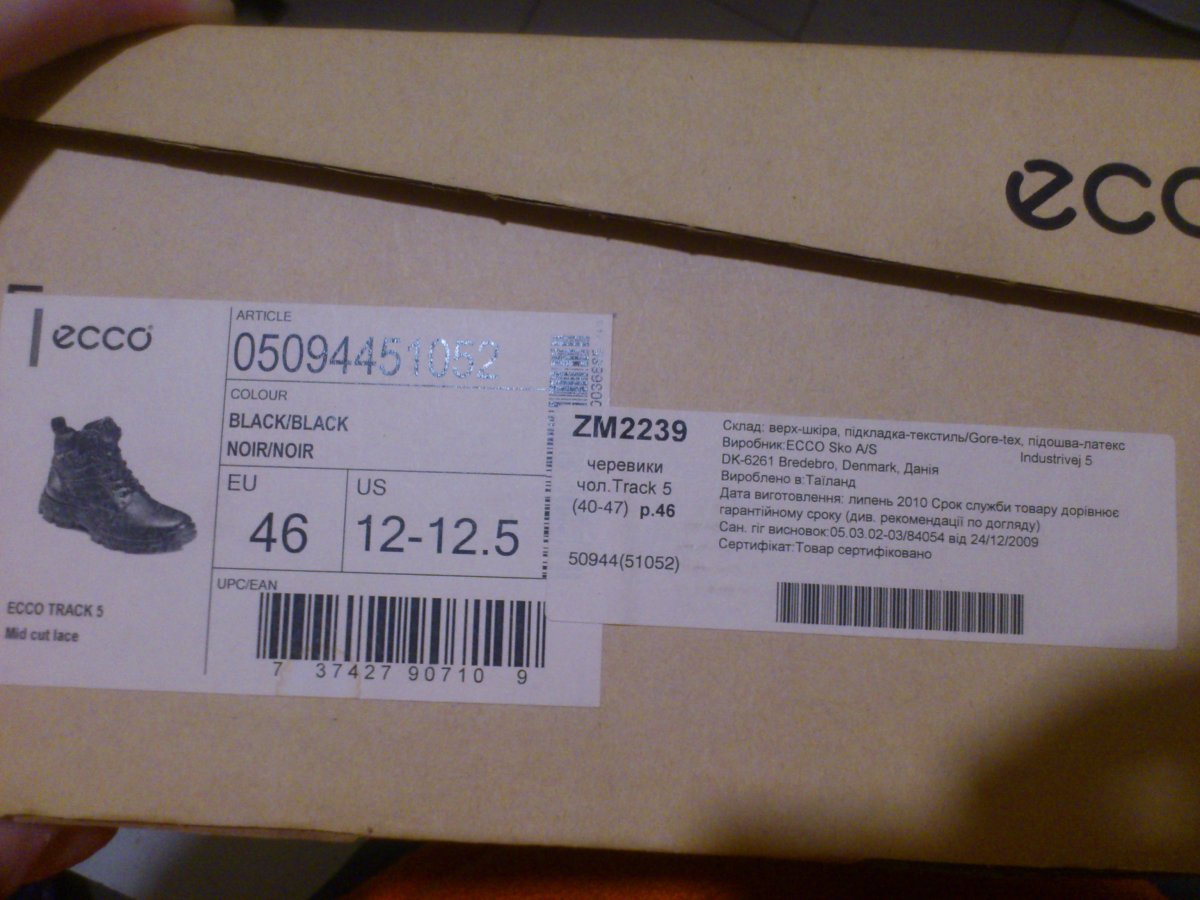 ecco
ecco
ARTICLE
05094451052
COLOUR
BLACK/BLACK
NOIR/NOIR
EU
46
US
12-12.5
UPC/EAN
7 37427 90710 9
ECCO TRACK 5
Mid cut lace
ZM2239
черевики
чол.Track 5
(40-47) р.46
50944(51052)
Склад: верх-шкіра, підкладка-текстиль/Gore-tex, підошва-латекс
Виробник:ECCO Sko A/S Industrivej 5
DK-6261 Bredebro, Denmark, Данія
Вироблено в:Таїланд
Дата виготовлення: липень 2010 Срок служби товару дорівнює
гарантійному сроку (див. рекомендації по догляду)
Сан. гіг висновок:05.03.02-03/84054 від 24/12/2009
Сертифікат:Товар сертифіковано